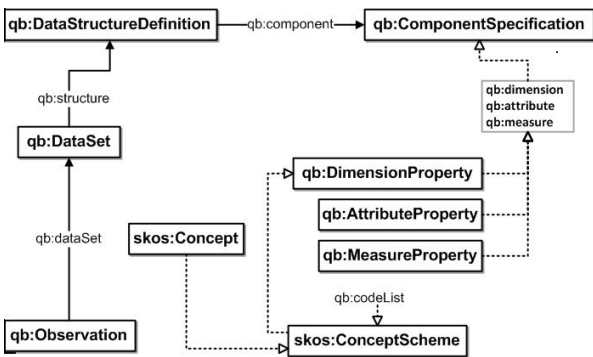 qb:DataStructureDefinition
qb:component
qb:ComponentSpecification
qb:structure
qb:dimension
qb:attribute
qb:measure
qb:DataSet
qb:DimensionProperty
qb:AttributeProperty
qb:dataSet
skos:Concept
qb:MeasureProperty
qb:codeList
qb:Observation
skos:ConceptScheme